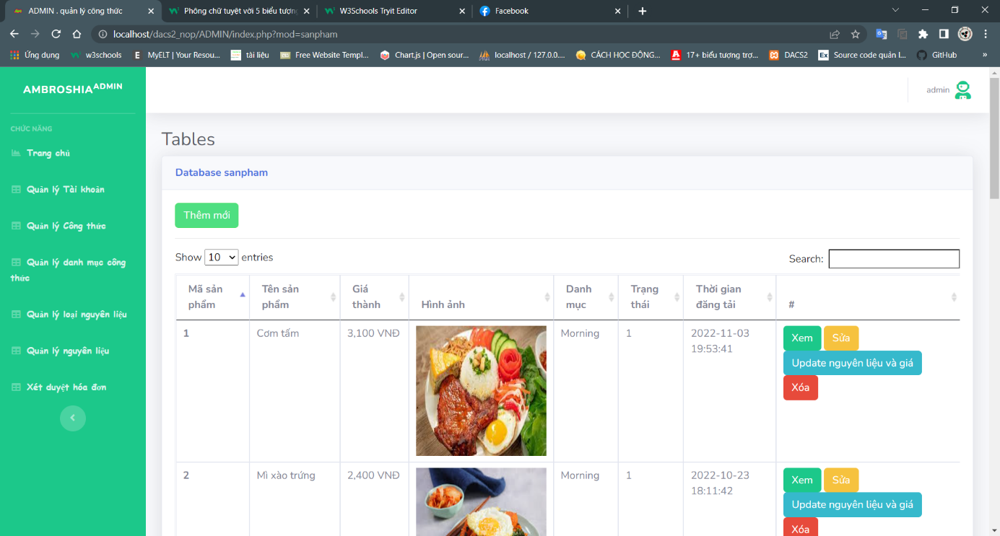 ADMIN . quản lý công thức
Phông chữ tuyệt vời 5 biểu tượng
W3Schools Tryit Editor
Facebook
localhost/dacs2_nop/ADMIN/index.php?mod=sanpham
Ứng dụng
w3schools
MyELT | Your Resou...
tài liệu
Free Website Templ...
Chart.js | Open sour...
localhost / 127.0.0....
CÁCH HỌC ĐỘNG...
17+ biểu tượng trợ...
DACS2
Source code quản l...
GitHub
»
AMBROSHIA ADMIN
admin
CHỨC NĂNG
Trang chủ
Quản lý Tài khoản
Quản lý Công thức
Quản lý danh mục công
thức
Quản lý loại nguyên liệu
Quản lý nguyên liệu
Xét duyệt hóa đơn
Tables
Database sanpham
Thêm mới
Show 10 entries
Search:
Mã sản phẩm
Tên sản phẩm
Giá thành
Hình ảnh
Danh mục
Trạng thái
Thời gian đăng tải
#
1 Cơm tấm 3,100 VNĐ Morning 1 2022-11-03
19:53:41
Xem Sửa
Update nguyên liệu và giá
Xóa
2 Mì xào trứng 2,400 VNĐ Morning 1 2022-10-23
18:11:42
Xem Sửa
Update nguyên liệu và giá
Xóa